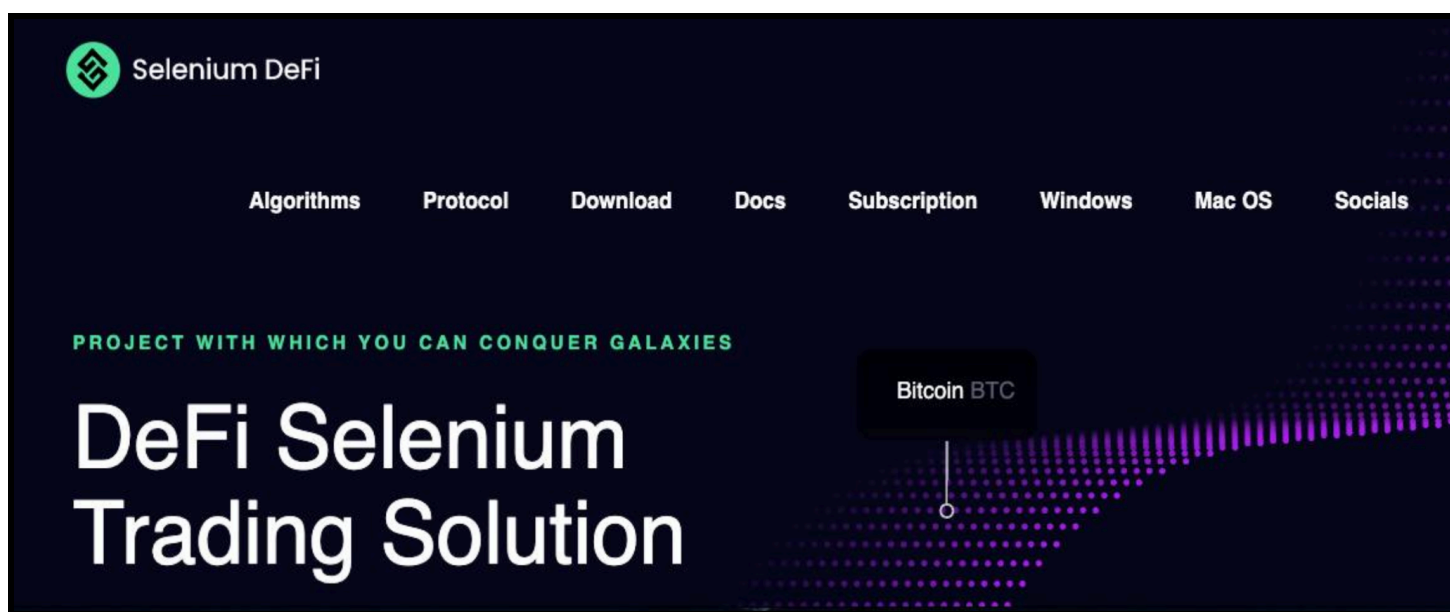 Selenium DeFi
Algorithms Protocol Download Docs Subscription Windows Mac OS Socials
PROJECT WITH WHICH YOU CAN CONQUER GALAXIES
Bitcoin BTC
DeFi Selenium
Trading Solution